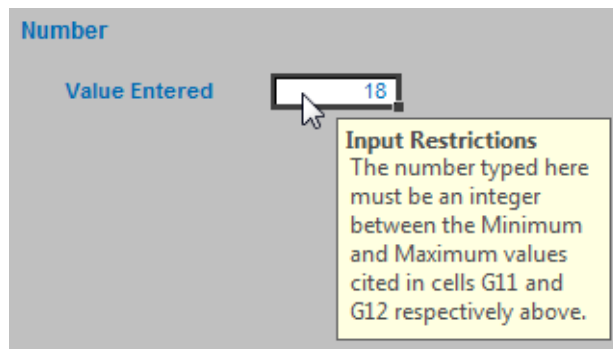 Number
Value Entered 18
Input Restrictions
The number typed here
must be an integer
between the Minimum
and Maximum values
cited in cells G11 and
G12 respectively above.